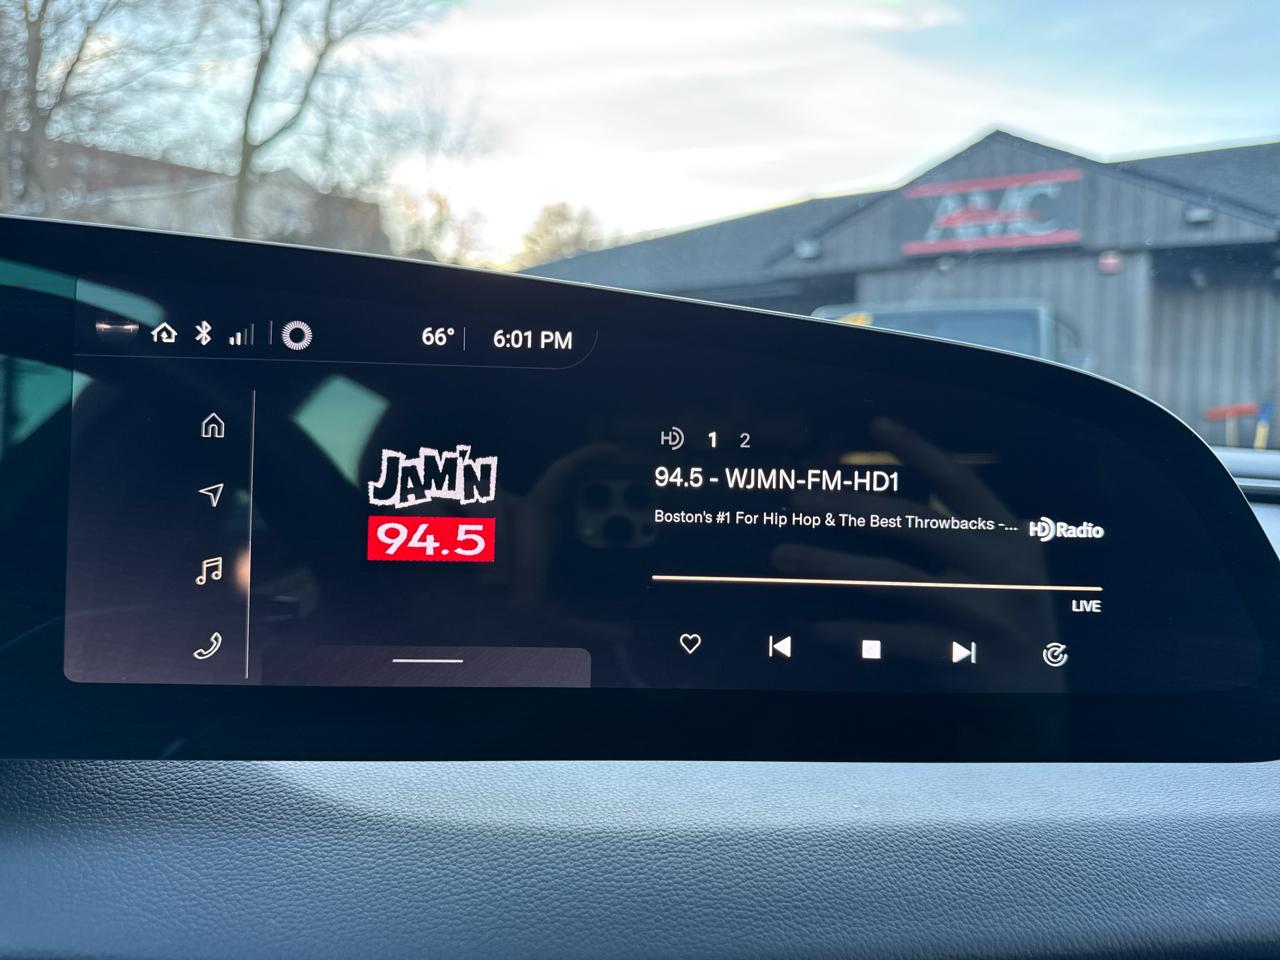 AMC
66° 6:01 PM
HD 1 2
JAM'N
94.5
94.5 - WJMN-FM-HD1
Boston's #1 For Hip Hop & The Best Throwbacks -...
HD Radio
LIVE